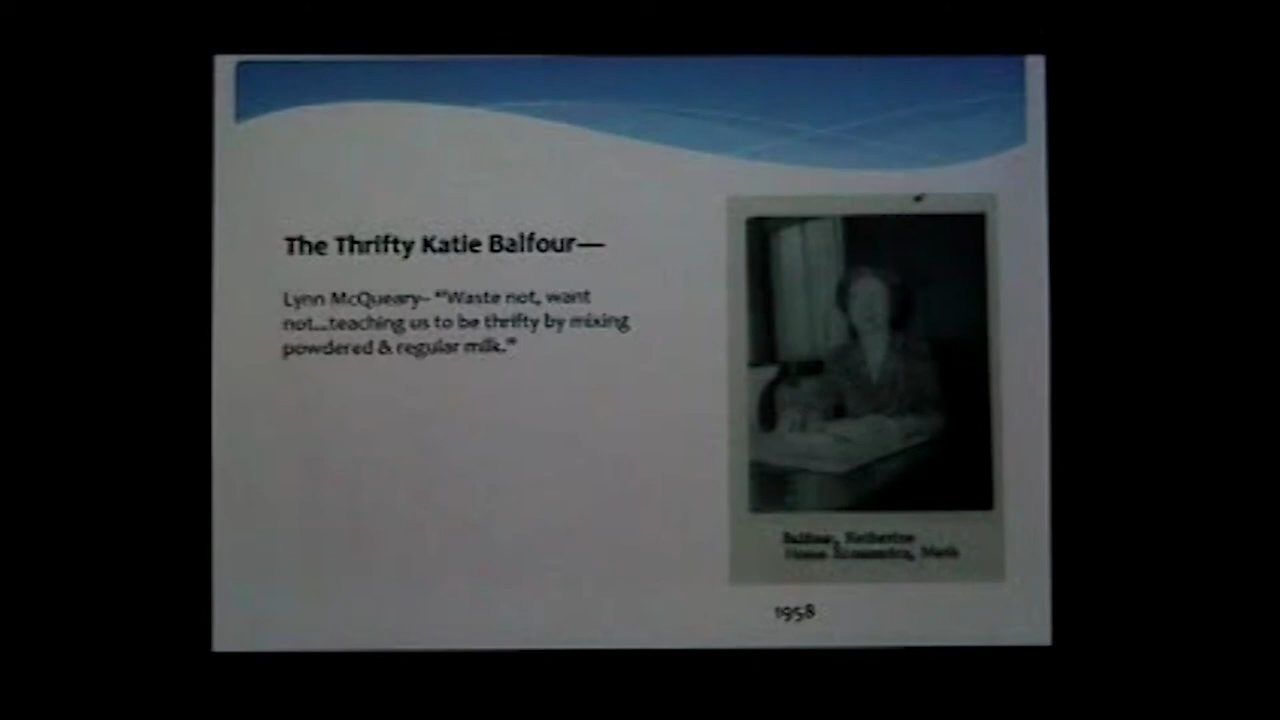 The Thrifty Katie Balfour—
Lynn McQueary– "Waste not, want
not...teaching us to be thrifty by mixing
powdered & regular milk."
Balfour, Katherine
Home Economics, Math
1958